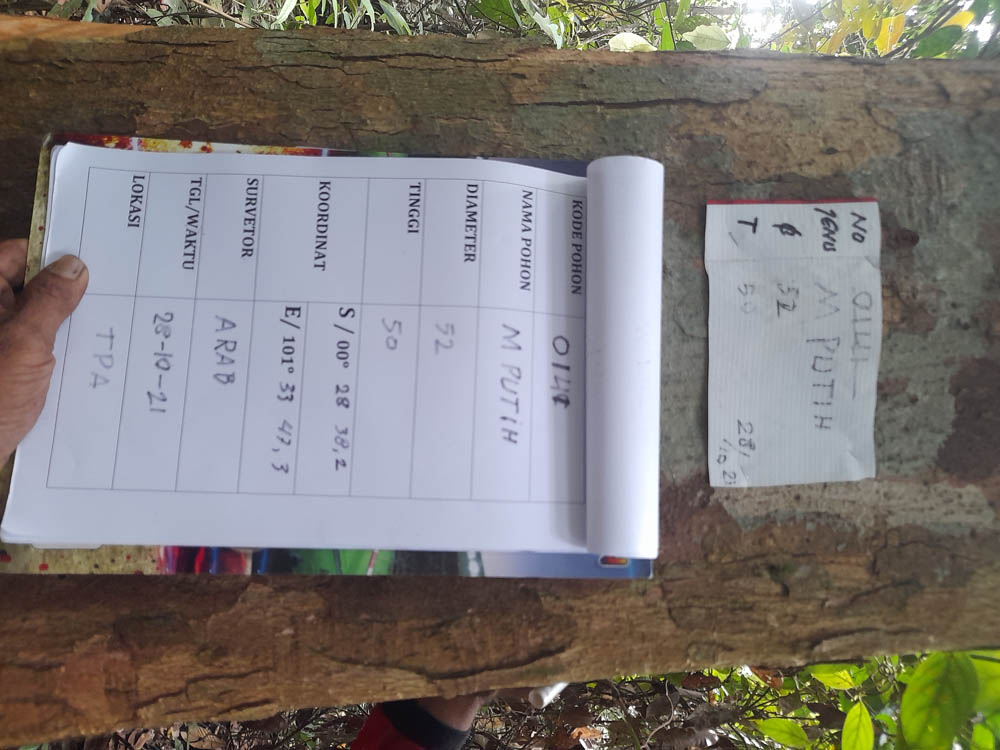 NO 0141
JENIS M PUTIH
¢ 52
T 50 28/10 21
KODE POHON 0141
NAMA POHON M PUTIH
DIAMETER 52
TINGGI 50
KOORDINAT S / 00° 28 38,2
E/ 101° 33 47,3
SURVETOR ARAB
TGL/WAKTU 28-10-21
LOKASI TPA